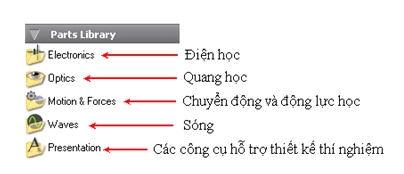 Parts Library
Electronics Điện học
Optics Quang học
Motion & Forces Chuyển động và động lực học
Waves Sóng
Presentation Các công cụ hỗ trợ thiết kế thí nghiệm